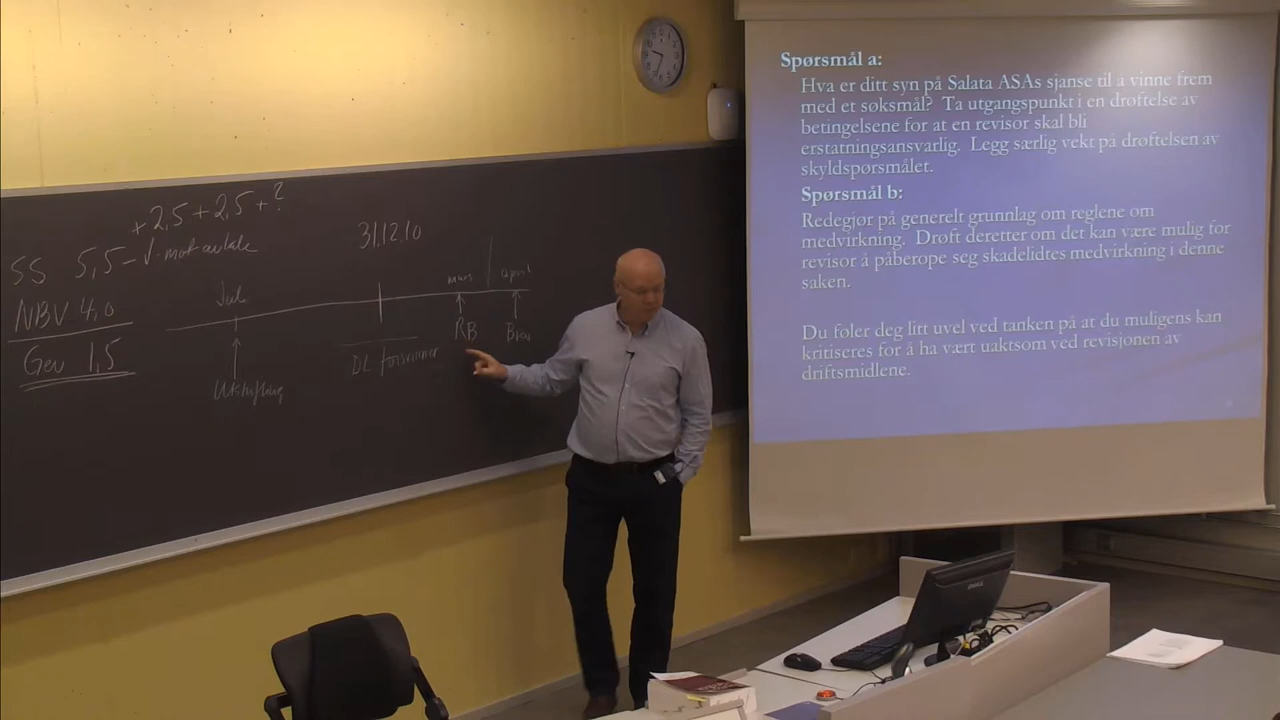 +2,5+2,5+?
SS 5,5 - mot avtale
NBV 4,0
Gev 1,5
31.12.10
Juli
mars
april
RB
Brev
DL forsvinner
Spørsmål a:
Hva er ditt syn på Salata ASAs sjanse til å vinne frem
med et søksmål? Ta utgangspunkt i en drøftelse av
betingelsene for at en revisor skal bli
erstatningsansvarlig. Legg særlig vekt på drøftelsen av
skyldspørsmålet.
Spørsmål b:
Redegjør på generelt grunnlag om reglene om
medvirkning. Drøft deretter om det kan være mulig for
revisor å påberope seg skadelidtes medvirkning i denne
saken.
Du føler deg litt uvel ved tanken på at du muligens kan
kritiseres for å ha vært uaktsom ved revisjonen av
driftsmidlene.